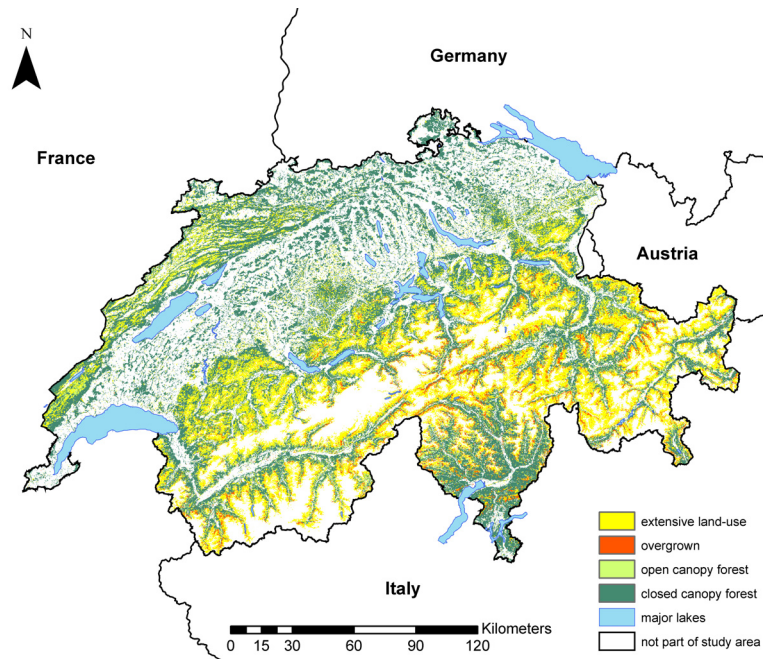 N
Germany
France
Austria
Italy
Kilometers
0 15 30 60 90 120
extensive land-use
overgrown
open canopy forest
closed canopy forest
major lakes
not part of study area